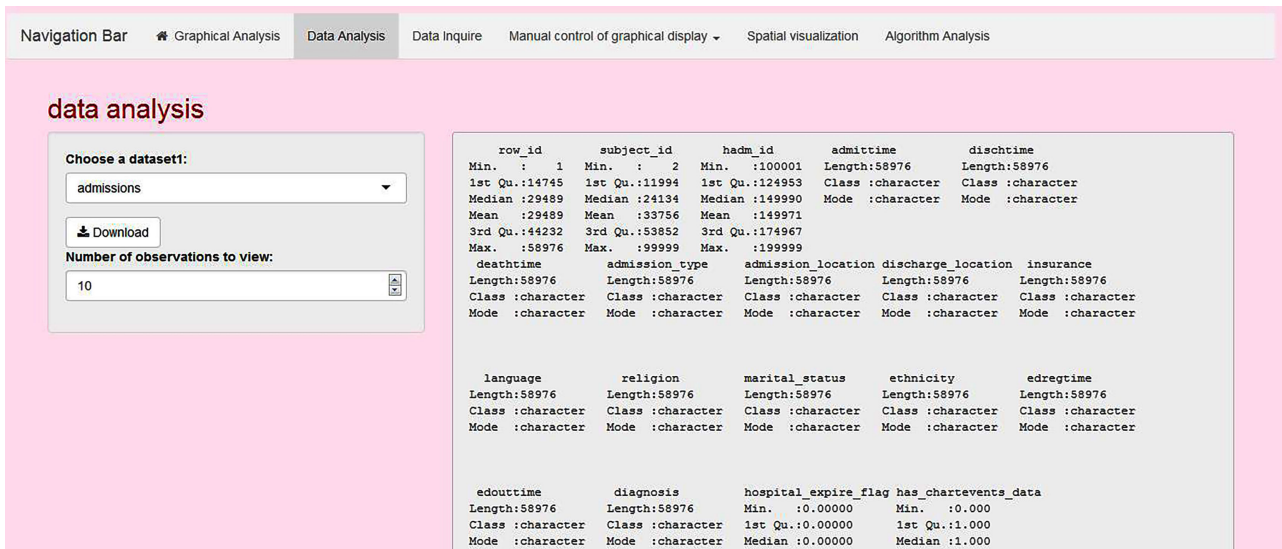 Navigation Bar Graphical Analysis Data Analysis Data Inquire Manual control of graphical display Spatial visualization Algorithm Analysis
data analysis
Choose a dataset1:
admissions
Download
Number of observations to view:
10
row_id subject_id hadm_id admittime dischtime
Min. : 1 Min. : 2 Min. :100001 Length:58976 Length:58976
1st Qu.:14745 1st Qu.:11994 1st Qu.:124953 Class :character Class :character
Median :29489 Median :24134 Median :149990 Mode :character Mode :character
Mean :29489 Mean :33756 Mean :149971
3rd Qu.:44232 3rd Qu.:53852 3rd Qu.:174967
Max. :58976 Max. :99999 Max. :199999
deathtime admission_type admission_location discharge_location insurance
Length:58976 Length:58976 Length:58976 Length:58976 Length:58976
Class :character Class :character Class :character Class :character Class :character
Mode :character Mode :character Mode :character Mode :character Mode :character
language religion marital_status ethnicity edregtime
Length:58976 Length:58976 Length:58976 Length:58976 Length:58976
Class :character Class :character Class :character Class :character Class :character
Mode :character Mode :character Mode :character Mode :character Mode :character
edouttime diagnosis hospital_expire_flag has_chartevents_data
Length:58976 Length:58976 Min. :0.00000 Min. :0.000
Class :character Class :character 1st Qu.:0.00000 1st Qu.:1.000
Mode :character Mode :character Median :0.00000 Median :1.000